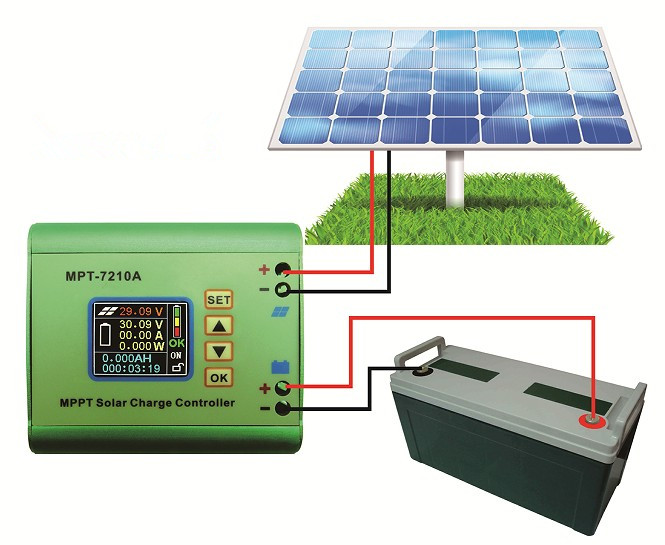 MPT-7210A
29.09 V
30.09 V
00.00 A
0.000W
OK
ON
0.000AH
000:03:19
SET
▲
▼
OK
+
−
+
−
MPPT Solar Charge Controller